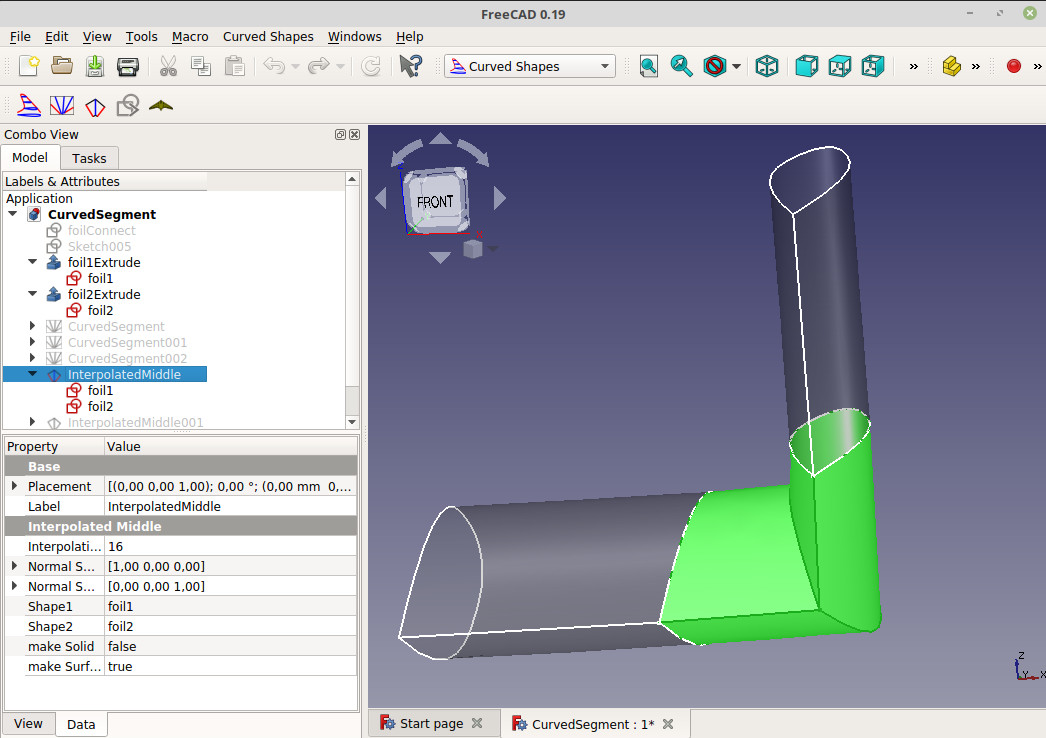 FreeCAD 0.19
File Edit View Tools Macro Curved Shapes Windows Help
Curved Shapes
» » »
Combo View
Model Tasks
Labels & Attributes
Application
CurvedSegment
foilConnect
Sketch005
foil1Extrude
foil1
foil2Extrude
foil2
CurvedSegment
CurvedSegment001
CurvedSegment002
InterpolatedMiddle
foil1
foil2
InterpolatedMiddle001
Property Value
Base
Placement [(0,00 0,00 1,00); 0,00 °; (0,00 mm 0,...
Label InterpolatedMiddle
Interpolated Middle
Interpolati... 16
Normal S... [1,00 0,00 0,00]
Normal S... [0,00 0,00 1,00]
Shape1 foil1
Shape2 foil2
make Solid false
make Surf... true
View Data
FRONT
Z
Y X
Start page
CurvedSegment : 1*